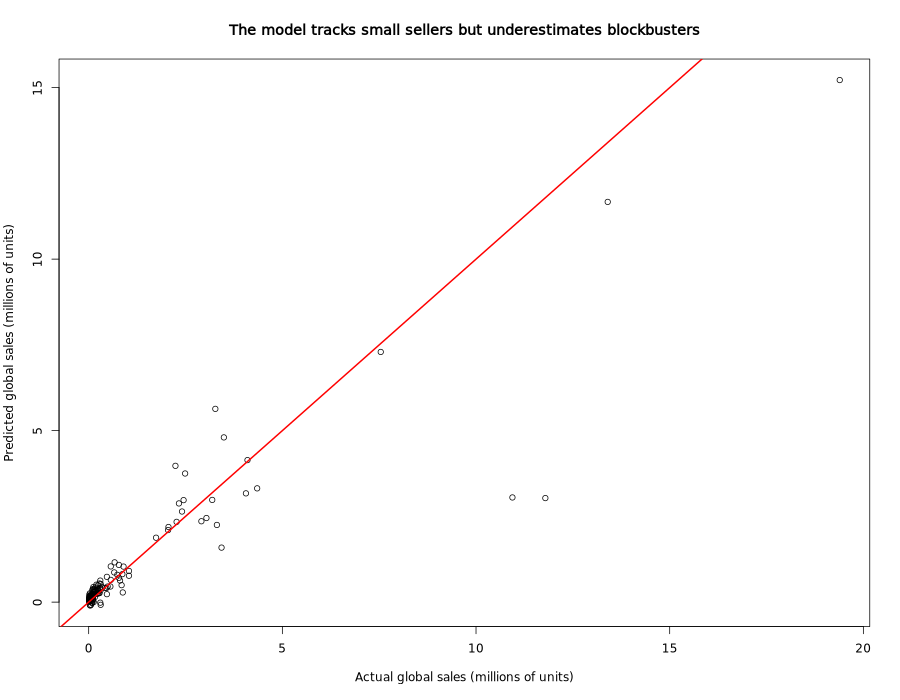 The model tracks small sellers but underestimates blockbusters
Predicted global sales (millions of units)
15
10
5
0
0 5 10 15 20
Actual global sales (millions of units)